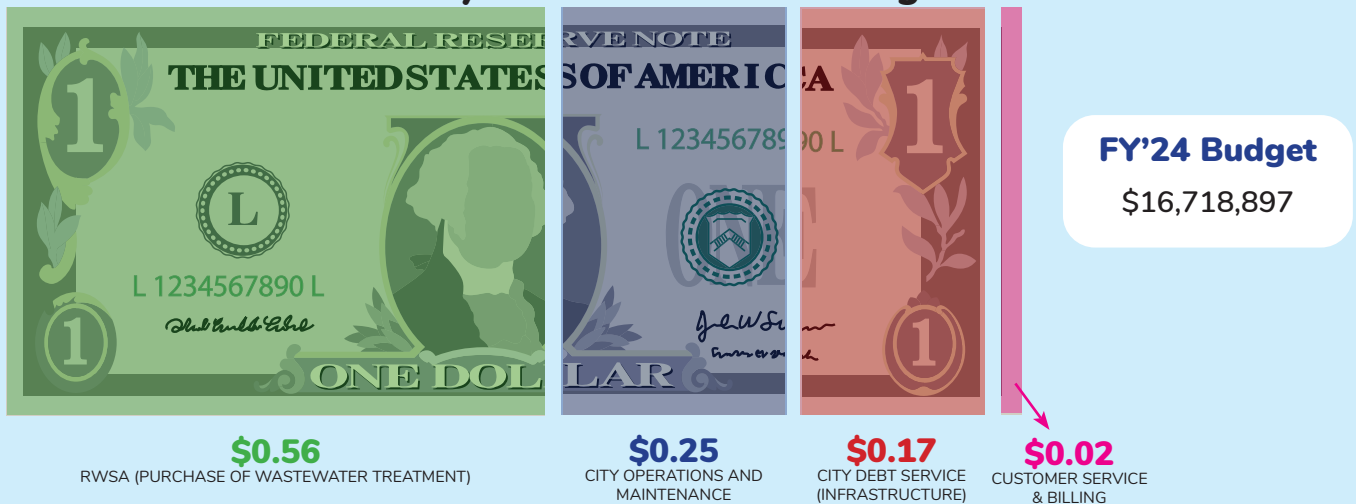 FEDERAL RESERVE NOTE
THE UNITED STATES OF AMERICA
1
1
L 1234567890 L
L
ONE
L 1234567890 L
1
1
ONE DOLLAR
FY’24 Budget
$16,718,897
$0.56
RWSA (PURCHASE OF WASTEWATER TREATMENT)
$0.25
CITY OPERATIONS AND
MAINTENANCE
$0.17
CITY DEBT SERVICE
(INFRASTRUCTURE)
$0.02
CUSTOMER SERVICE
& BILLING